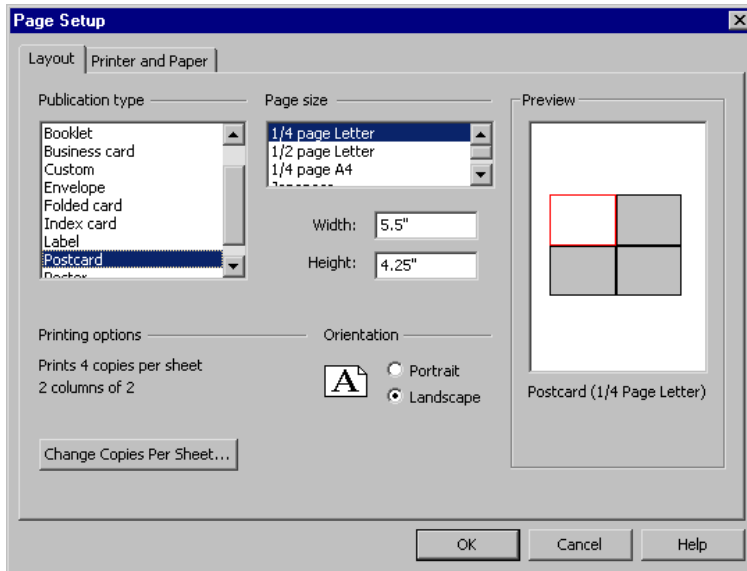 Page Setup
Layout
Printer and Paper
Publication type
Booklet
Business card
Custom
Envelope
Folded card
Index card
Label
Postcard
Poster
Page size
1/4 page Letter
1/2 page Letter
1/4 page A4
Japanese
Width: 5.5"
Height: 4.25"
Preview
Postcard (1/4 Page Letter)
Printing options
Prints 4 copies per sheet
2 columns of 2
Orientation
A
Portrait
Landscape
Change Copies Per Sheet...
OK
Cancel
Help